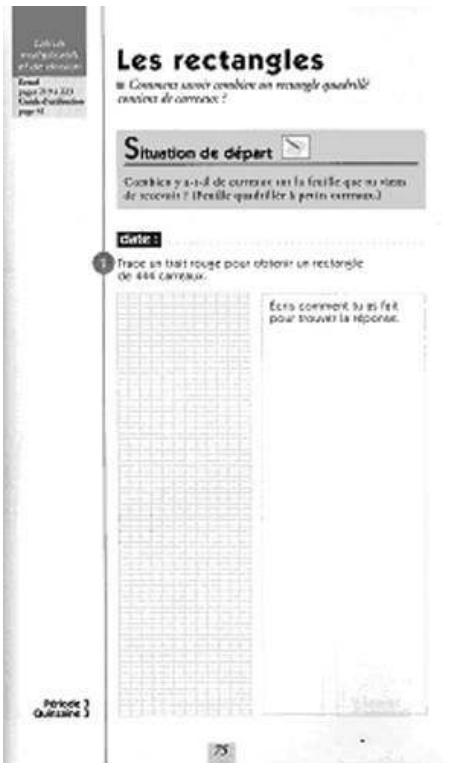 Les rectangles
Comment savoir combien un rectangle quadrillé
contient de carreaux ?
Situation de départ
Combien y a-t-il de carreaux sur la feuille que tu viens
de recevoir ? (Feuille quadrillée à petits carreaux.)
date :
1 Trace un trait rouge pour obtenir un rectangle
de 444 carreaux.
Écris comment tu as fait
pour trouver la réponse.
Période 3
Quinzaine 3
75